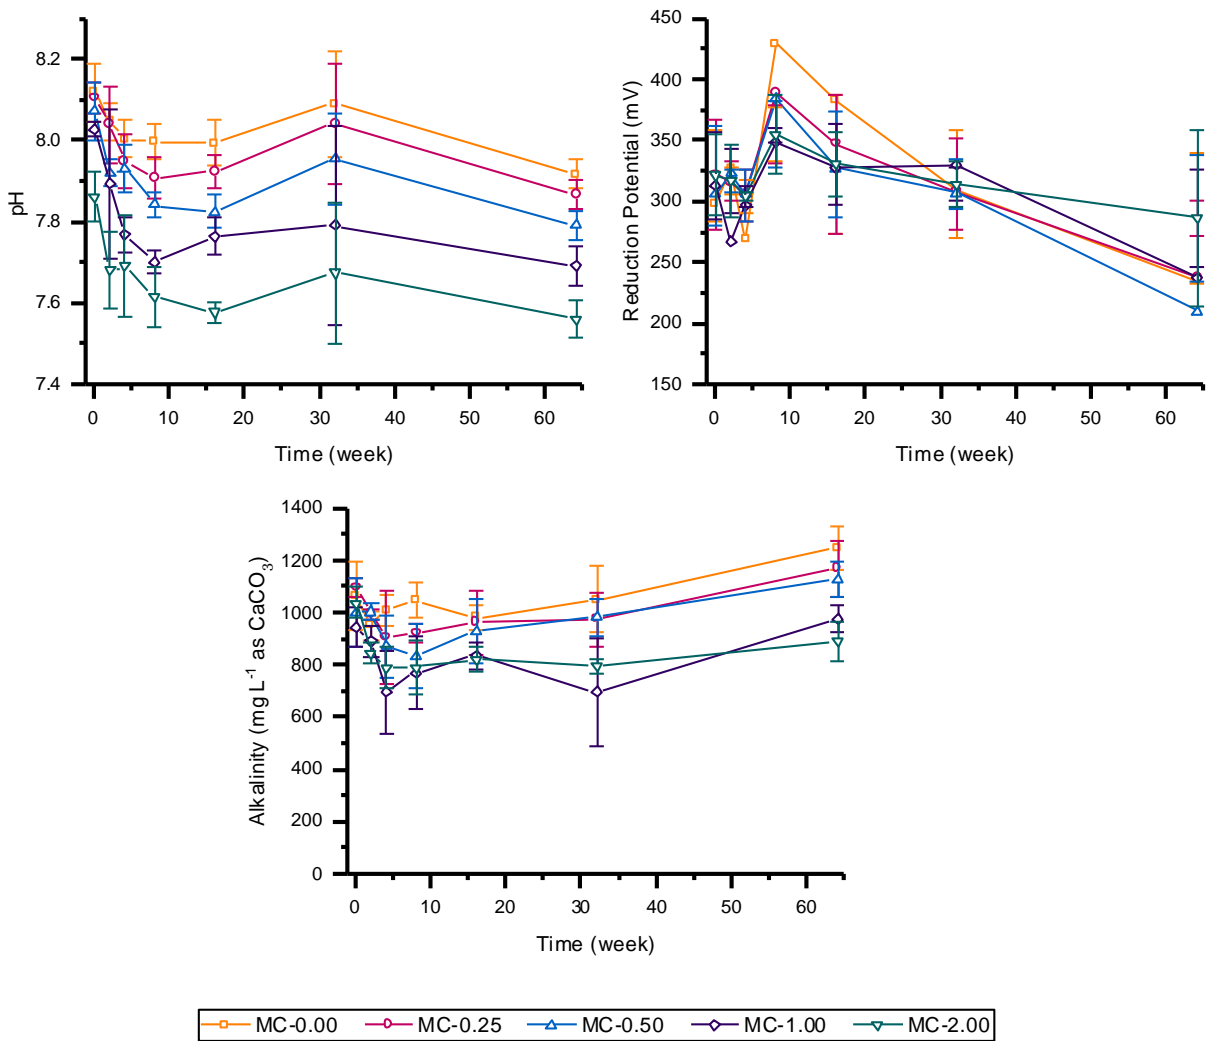 8.2
8.0
7.8
7.6
7.4
pH
0 10 20 30 40 50 60
Time (week)
450
400
350
300
250
200
150
Reduction Potential (mV)
0 10 20 30 40 50 60
Time (week)
1400
1200
1000
800
600
400
200
0
Alkalinity (mg L⁻¹ as CaCO₃)
0 10 20 30 40 50 60
Time (week)
MC-0.00 MC-0.25 MC-0.50 MC-1.00 MC-2.00